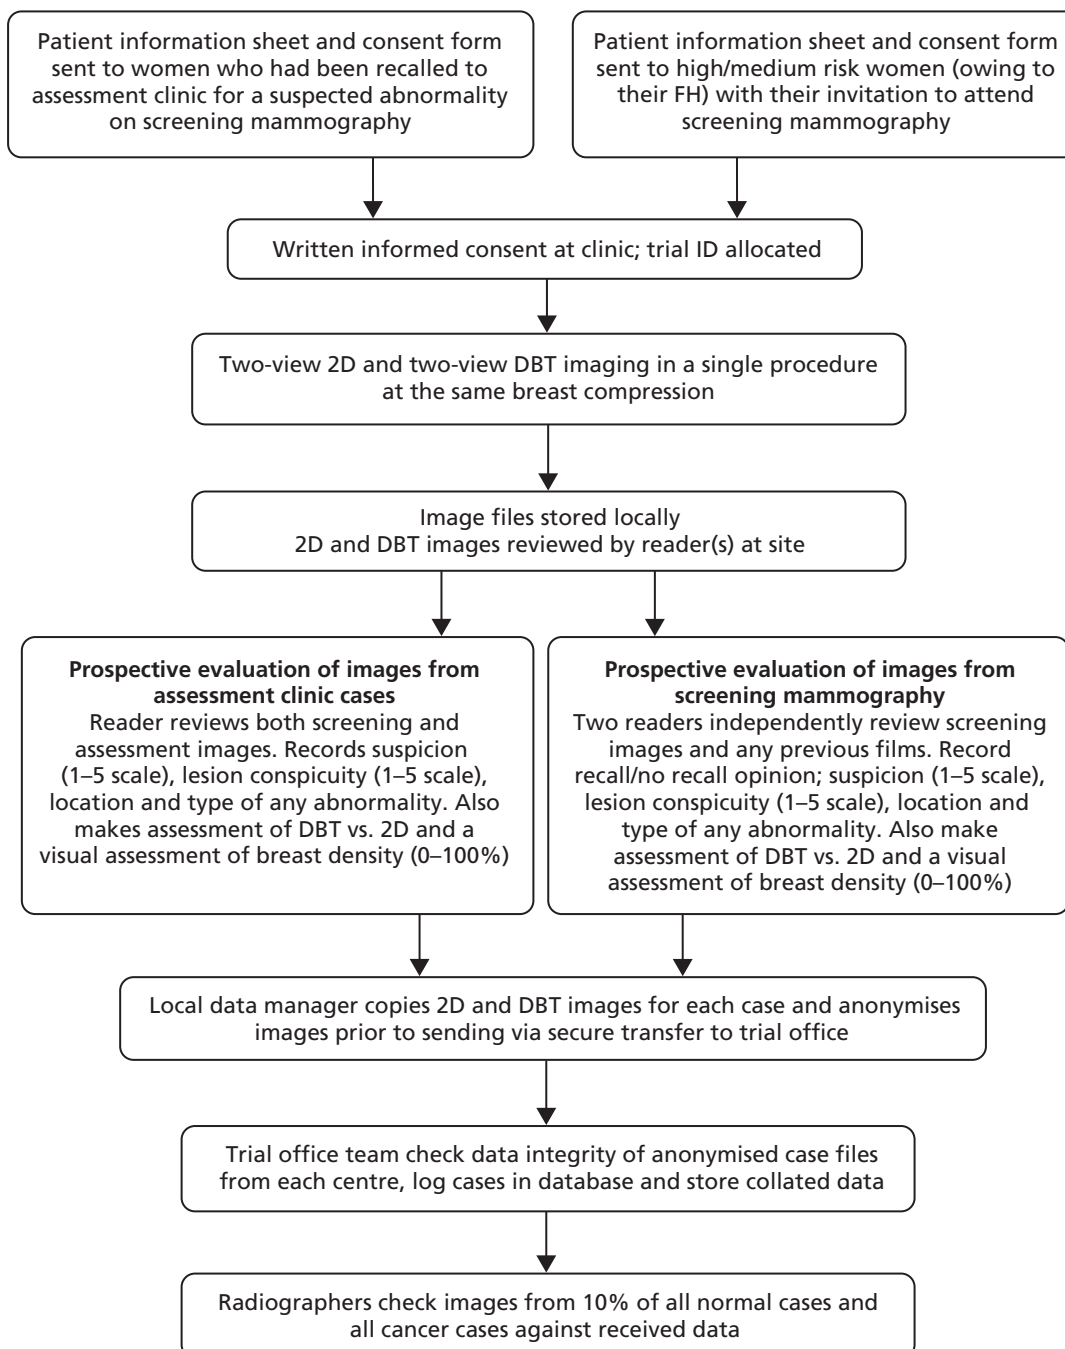 Patient information sheet and consent form
sent to women who had been recalled to
assessment clinic for a suspected abnormality
on screening mammography
Patient information sheet and consent form
sent to high/medium risk women (owing to
their FH) with their invitation to attend
screening mammography
Written informed consent at clinic; trial ID allocated
Two-view 2D and two-view DBT imaging in a single procedure
at the same breast compression
Image files stored locally
2D and DBT images reviewed by reader(s) at site
Prospective evaluation of images from
assessment clinic cases
Reader reviews both screening and
assessment images. Records suspicion
(1–5 scale), lesion conspicuity (1–5 scale),
location and type of any abnormality. Also
makes assessment of DBT vs. 2D and a
visual assessment of breast density (0–100%)
Prospective evaluation of images from
screening mammography
Two readers independently review screening
images and any previous films. Record
recall/no recall opinion; suspicion (1–5 scale),
lesion conspicuity (1–5 scale), location and
type of any abnormality. Also make
assessment of DBT vs. 2D and a visual
assessment of breast density (0–100%)
Local data manager copies 2D and DBT images for each case and anonymises
images prior to sending via secure transfer to trial office
Trial office team check data integrity of anonymised case files
from each centre, log cases in database and store collated data
Radiographers check images from 10% of all normal cases and
all cancer cases against received data